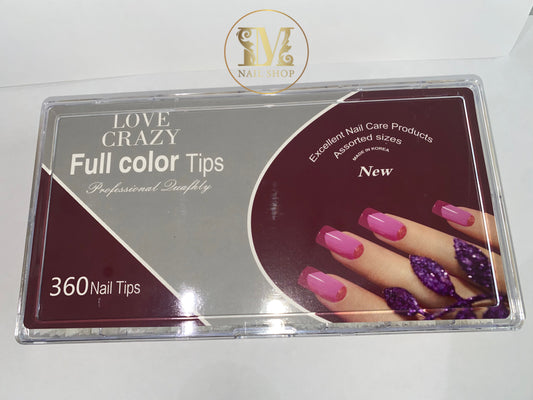 M
NAIL SHOP
LOVE
CRAZY
Full color Tips
Professional Quafhly
360 Nail Tips
Excellent Nail Care Products
Assorted sizes
MADE IN KOREA
New